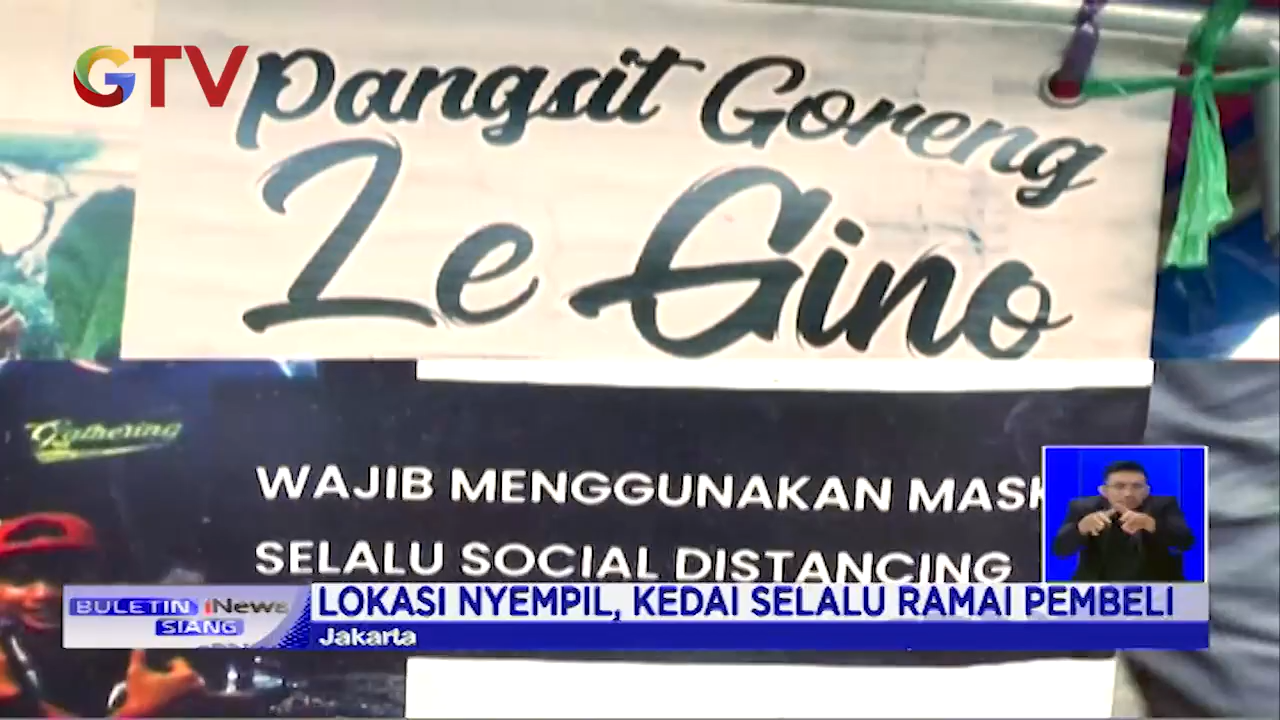 GTV
Pangsit Goreng
Le Gino
Gathering
WAJIB MENGGUNAKAN MASK
SELALU SOCIAL DISTANCING
BULETIN iNews
SIANG
LOKASI NYEMPIL, KEDAI SELALU RAMAI PEMBELI
Jakarta